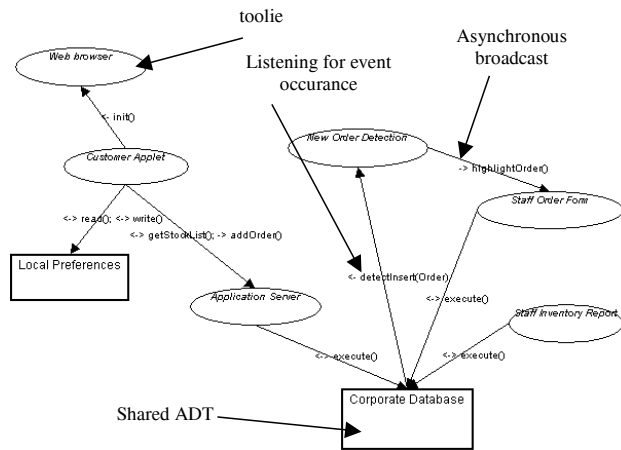 toolie
Web browser
Listening for event
occurance
Asynchronous
broadcast
<- init()
New Order Detection
Customer Applet
-> highlightOrder()
Staff Order Form
<-> read(); <-> write()
<-> getStockList(); -> addOrder()
Local Preferences
<- detectInsert(Order)
Application Server
<-> execute()
Staff Inventory Report
<-> execute()
<-> execute()
Corporate Database
Shared ADT